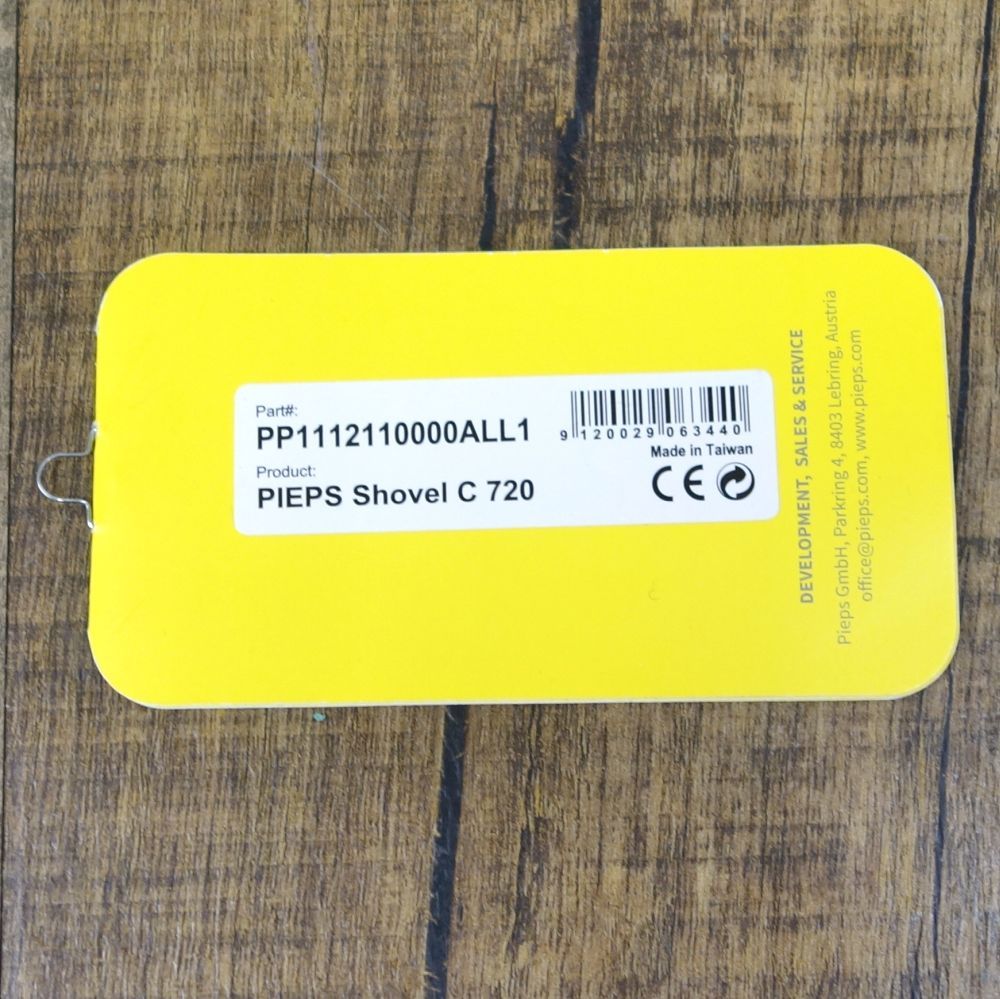 Part#:
PP1112110000ALL1
Product:
PIEPS Shovel C 720
9 120029 063440
Made in Taiwan
CE
DEVELOPMENT, SALES & SERVICE
Pieps GmbH, Parkring 4, 8403 Lebring, Austria
office@pieps.com, www.pieps.com